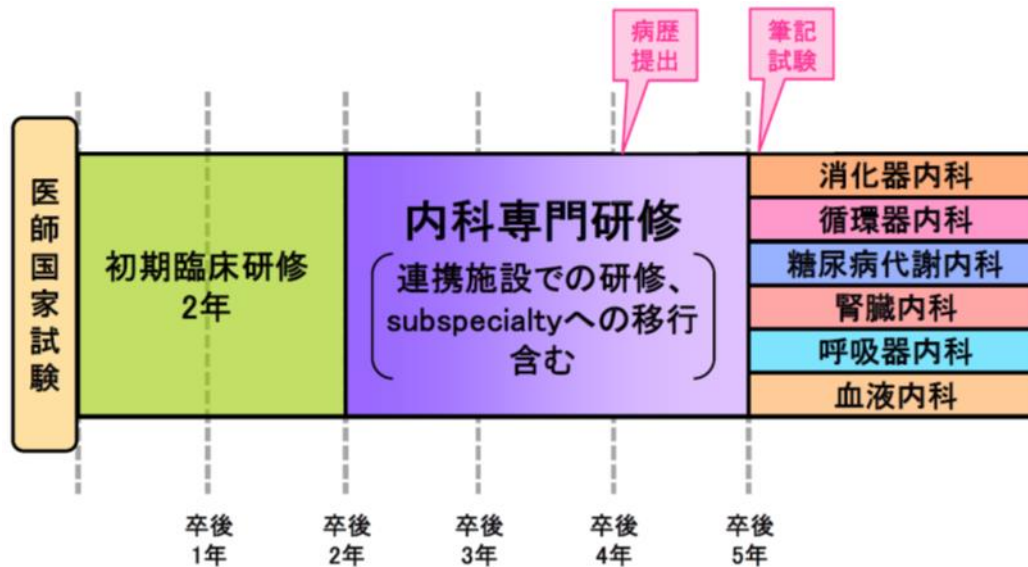 病歴
提出
筆記
試験
医師国家試験
初期臨床研修
2年
内科専門研修
連携施設での研修、
subspecialtyへの移行
含む
消化器内科
循環器内科
糖尿病代謝内科
腎臓内科
呼吸器内科
血液内科
卒後
1年
卒後
2年
卒後
3年
卒後
4年
卒後
5年